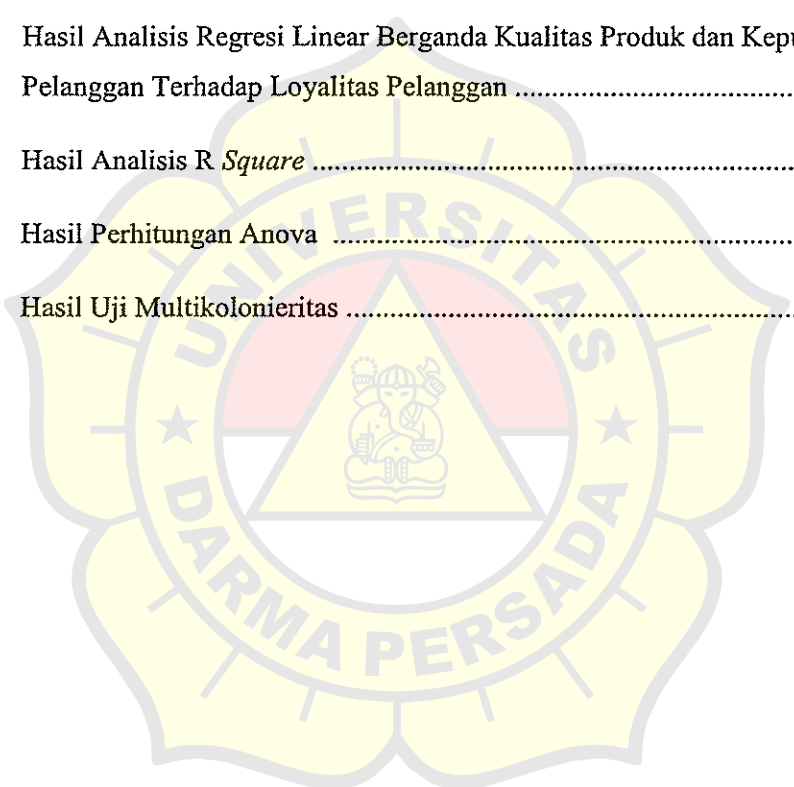 Hasil Analisis Regresi Linear Berganda Kualitas Produk dan
Pelanggan Terhadap Loyalitas Pelanggan ......................................
Hasil Analisis R Square ..................................................................
Hasil Perhitungan Anova ................................................................
Hasil Uji Multikolonieritas ..............................................................
UNIVERSITAS
DARMA PERSADA